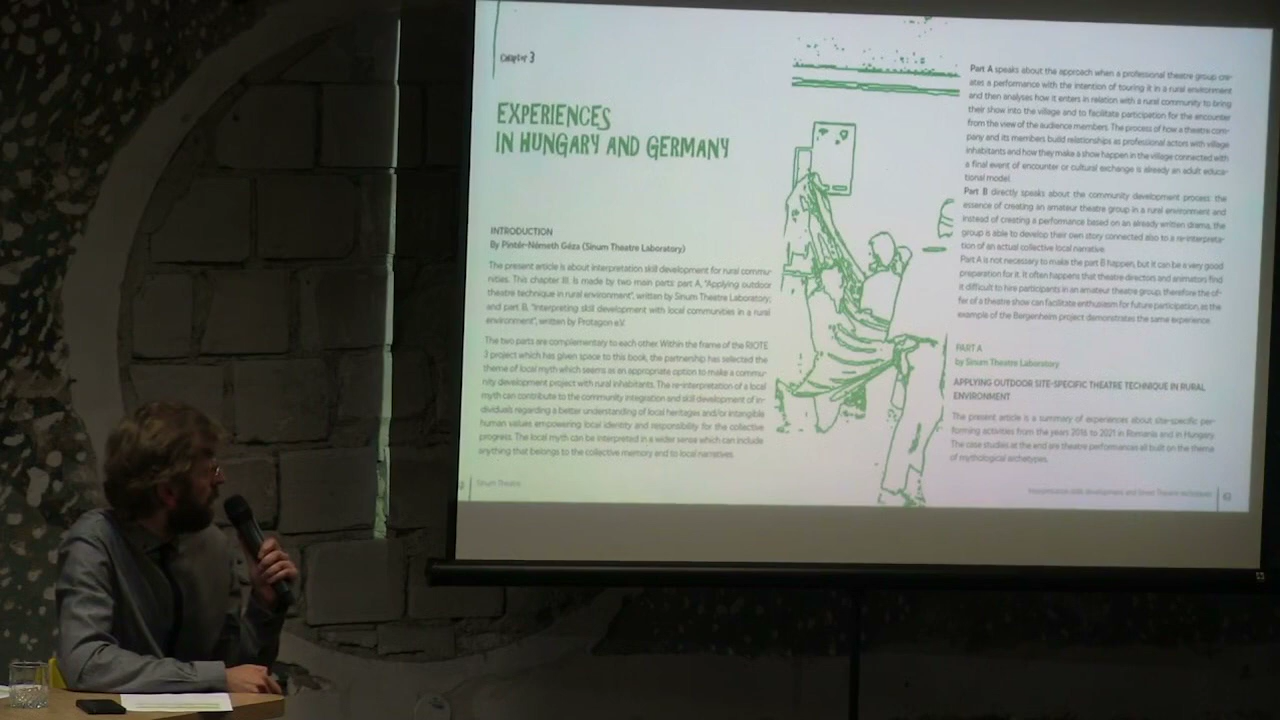 Chapter 3
EXPERIENCES
IN HUNGARY AND GERMANY
INTRODUCTION
By Pintér-Németh Géza (Sinum Theatre Laboratory)
The present article is about interpretation skill development for rural commu-
nities. This chapter III. is made by two main parts: part A, "Applying outdoor
theatre technique in rural environment", written by Sinum Theatre Laboratory;
and part B, "Interpreting skill development with local communities in a rural
environment", written by Protagon e.V.
The two parts are complementary to each other. Within the frame of the RIOTE
3 project which has given space to this book, the partnership has selected the
theme of local myth which seems as an appropriate option to make a commu-
nity development project with rural inhabitants. The re-interpretation of a local
myth can contribute to the community integration and skill development of in-
dividuals regarding a better understanding of local heritages and/or intangible
human values empowering local identity and responsibility for the collective
progress. The local myth can be interpreted in a wider sense which can include
anything that belongs to the collective memory and to local narratives.
Sinum Theatre
Part A speaks about the approach when a professional theatre group cre-
ates a performance with the intention of touring it in a rural environment
and then analyses how it enters in relation with a rural community to bring
their show into the village and to facilitate participation for the encounter
from the view of the audience members. The process of how a theatre com-
pany and its members build relationships as professional actors with village
inhabitants and how they make a show happen in the village connected with
a final event of encounter or cultural exchange is already an adult educa-
tional model.
Part B directly speaks about the community development process: the
essence of creating an amateur theatre group in a rural environment and
instead of creating a performance based on an already written drama, the
group is able to develop their own story connected also to a re-interpreta-
tion of an actual collective local narrative.
Part A is not necessary to make the part B happen, but it can be a very good
preparation for it. It often happens that theatre directors and animators find
it difficult to hire participants in an amateur theatre group, therefore the of-
fer of a theatre show can facilitate enthusiasm for future participation, as the
example of the Bergenheim project demonstrates the same experience.
PART A
by Sinum Theatre Laboratory
APPLYING OUTDOOR SITE-SPECIFIC THEATRE TECHNIQUE IN RURAL
ENVIRONMENT
The present article is a summary of experiences about site-specific per-
forming activities from the years 2016 to 2021 in Romania and in Hungary.
The case studies at the end are theatre performances all built on the theme
of mythological archetypes.
Interpretation skill development and Sinum Theatre techniques